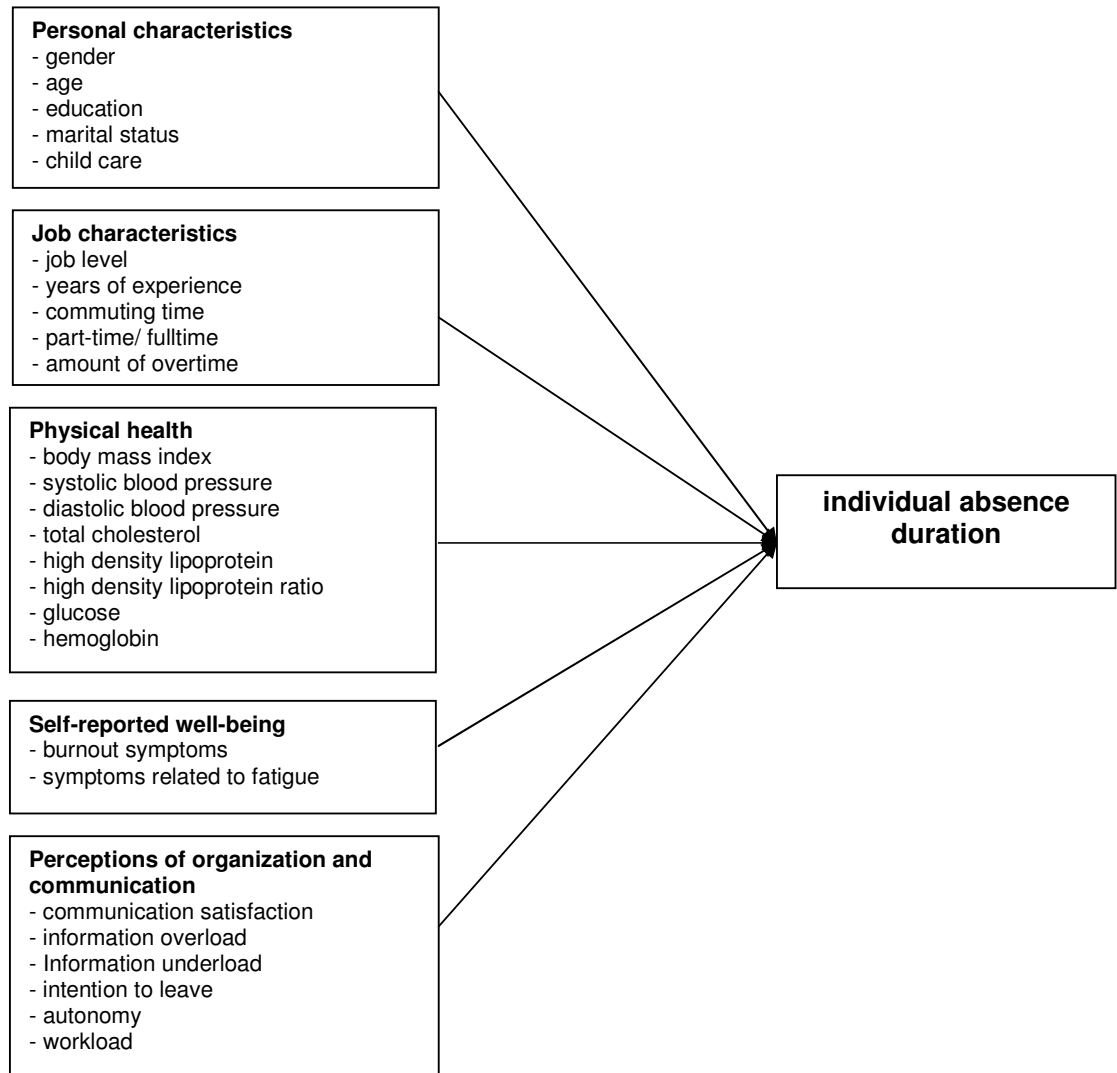 Personal characteristics
- gender
- age
- education
- marital status
- child care
Job characteristics
- job level
- years of experience
- commuting time
- part-time/ fulltime
- amount of overtime
Physical health
- body mass index
- systolic blood pressure
- diastolic blood pressure
- total cholesterol
- high density lipoprotein
- high density lipoprotein ratio
- glucose
- hemoglobin
Self-reported well-being
- burnout symptoms
- symptoms related to fatigue
Perceptions of organization and
communication
- communication satisfaction
- information overload
- Information underload
- intention to leave
- autonomy
- workload
individual absence
duration